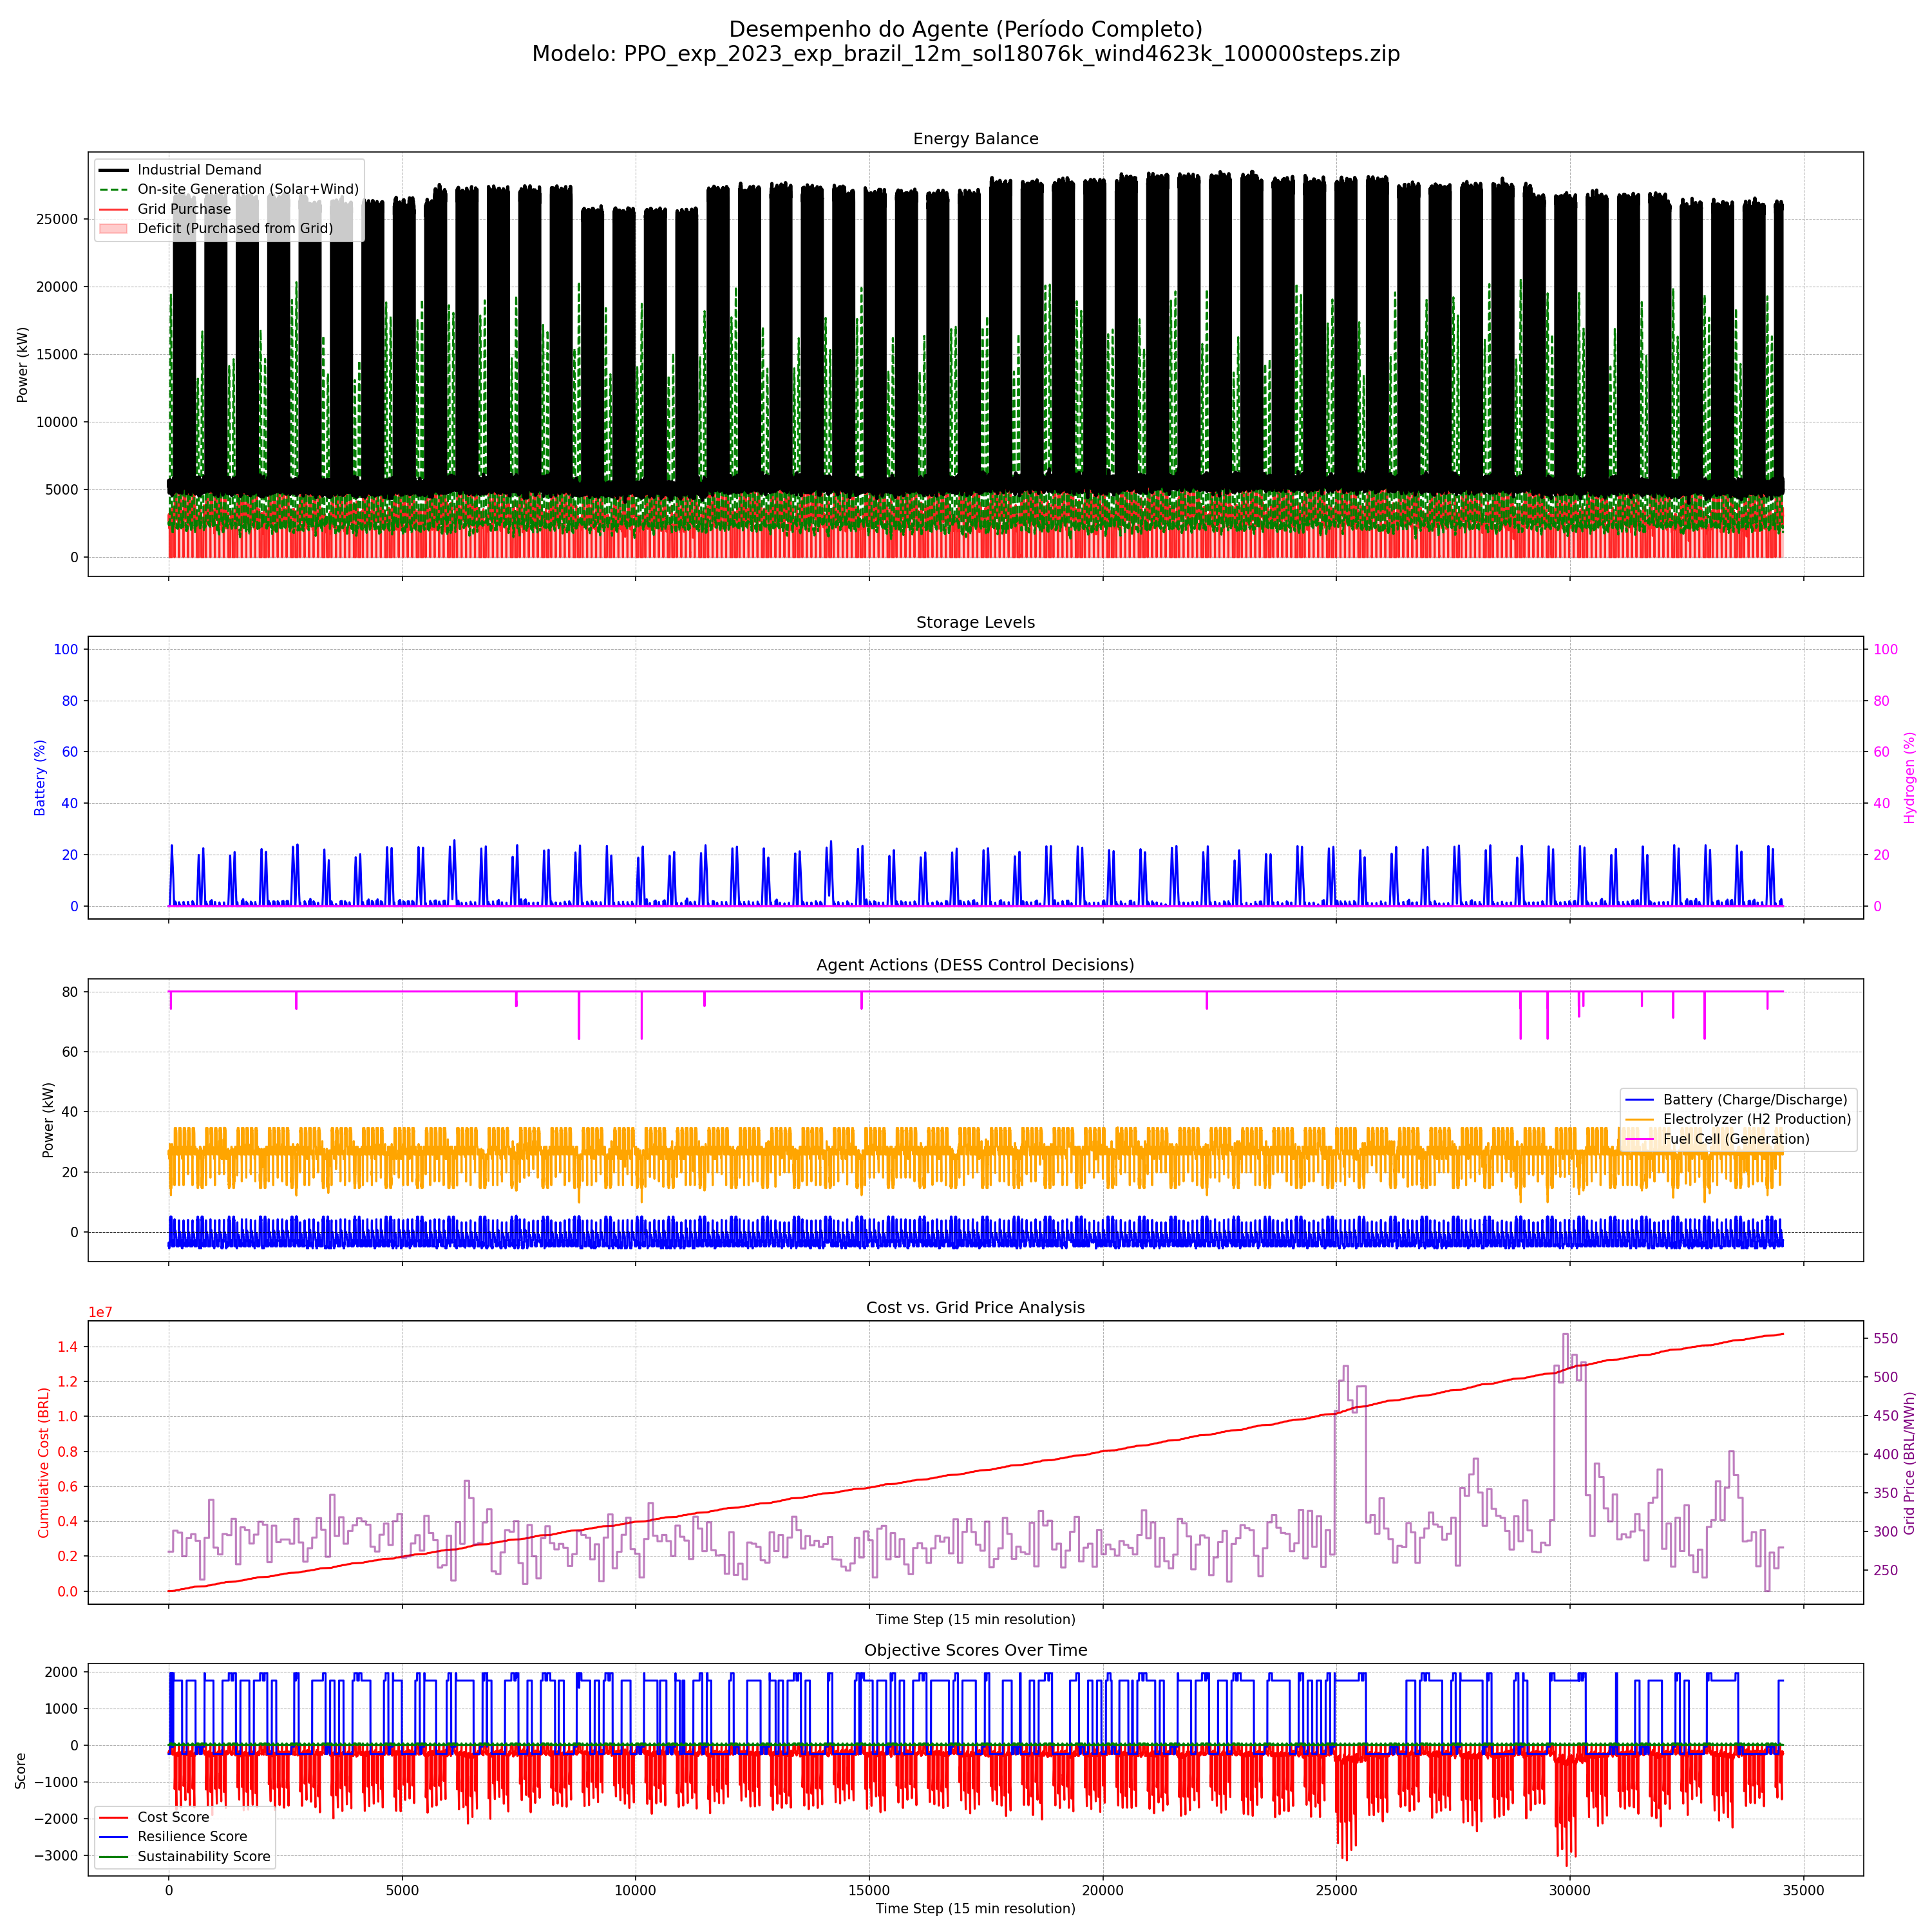 Desempenho do Agente (Período Completo)
Modelo: PPO_exp_2023_exp_brazil_12m_sol18076k_wind4623k_100000steps.zip
Energy Balance
Industrial Demand
On-site Generation (Solar+Wind)
Grid Purchase
Deficit (Purchased from Grid)
Power (kW)
25000
20000
15000
10000
5000
0
Storage Levels
Battery (%)
100
80
60
40
20
0
100
80
60
40
20
0
Hydrogen (%)
Agent Actions (DESS Control Decisions)
Power (kW)
80
60
40
20
0
Battery (Charge/Discharge)
Electrolyzer (H2 Production)
Fuel Cell (Generation)
Cost vs. Grid Price Analysis
1e7
Cumulative Cost (BRL)
1.4
1.2
1.0
0.8
0.6
0.4
0.2
0.0
550
500
450
400
350
300
250
Grid Price (BRL/MWh)
Time Step (15 min resolution)
Objective Scores Over Time
Score
2000
1000
0
−1000
−2000
−3000
Cost Score
Resilience Score
Sustainability Score
0 5000 10000 15000 20000 25000 30000 35000
Time Step (15 min resolution)